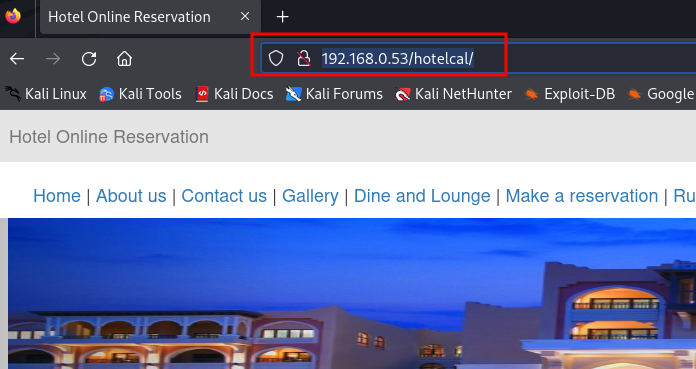 Hotel Online Reservation
192.168.0.53/hotelcal/
Kali Linux Kali Tools Kali Docs Kali Forums Kali NetHunter Exploit-DB Google
Hotel Online Reservation
Home | About us | Contact us | Gallery | Dine and Lounge | Make a reservation | Ru